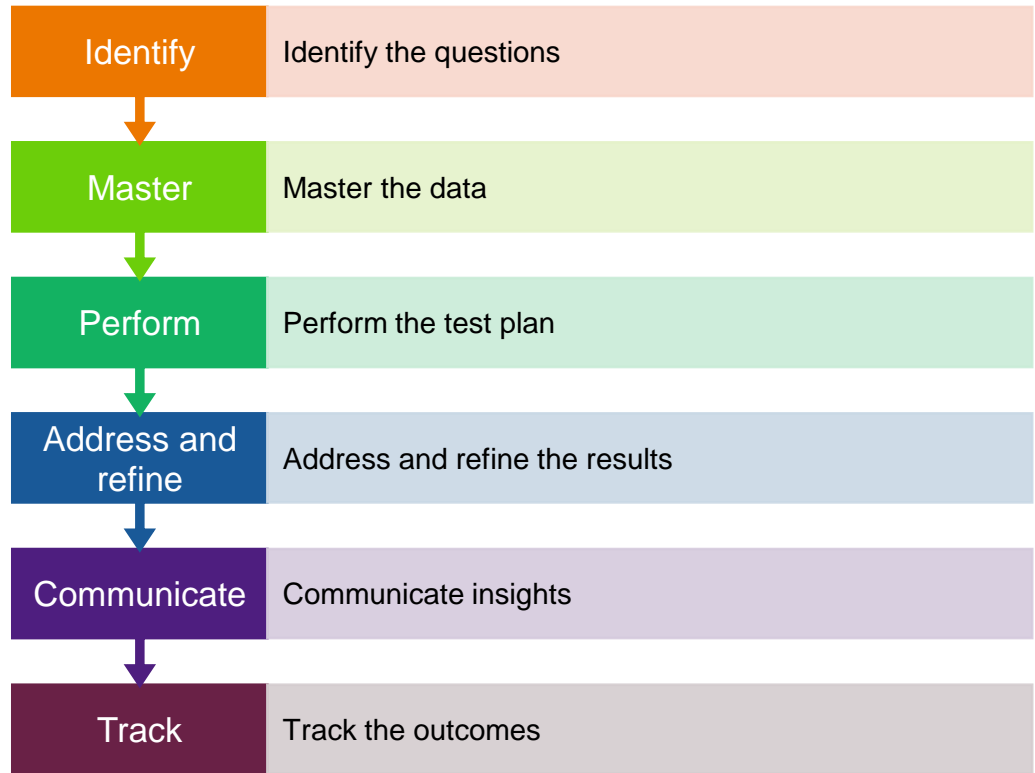 Identify
Identify the questions
Master
Master the data
Perform
Perform the test plan
Address and
refine
Address and refine the results
Communicate
Communicate insights
Track
Track the outcomes